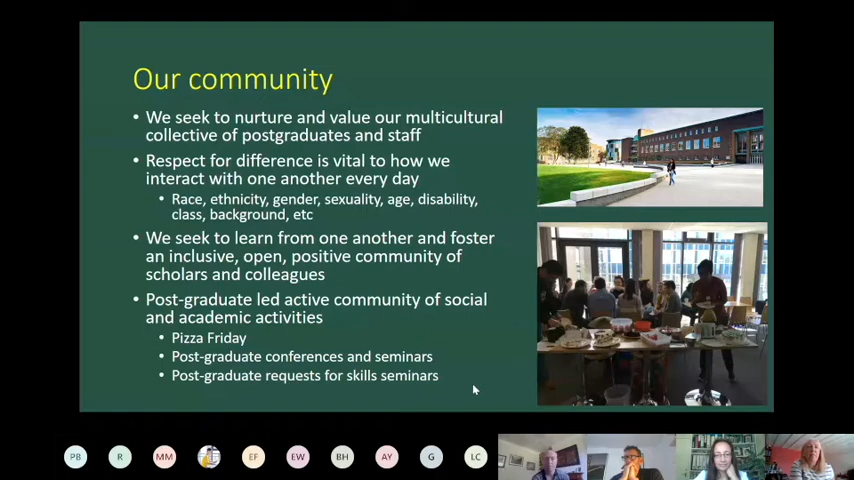 Our community
• We seek to nurture and value our multicultural
collective of postgraduates and staff
• Respect for difference is vital to how we
interact with one another every day
• Race, ethnicity, gender, sexuality, age, disability,
class, background, etc
• We seek to learn from one another and foster
an inclusive, open, positive community of
scholars and colleagues
• Post-graduate led active community of social
and academic activities
• Pizza Friday
• Post-graduate conferences and seminars
• Post-graduate requests for skills seminars
PB R MM EF EW BH AY G LC